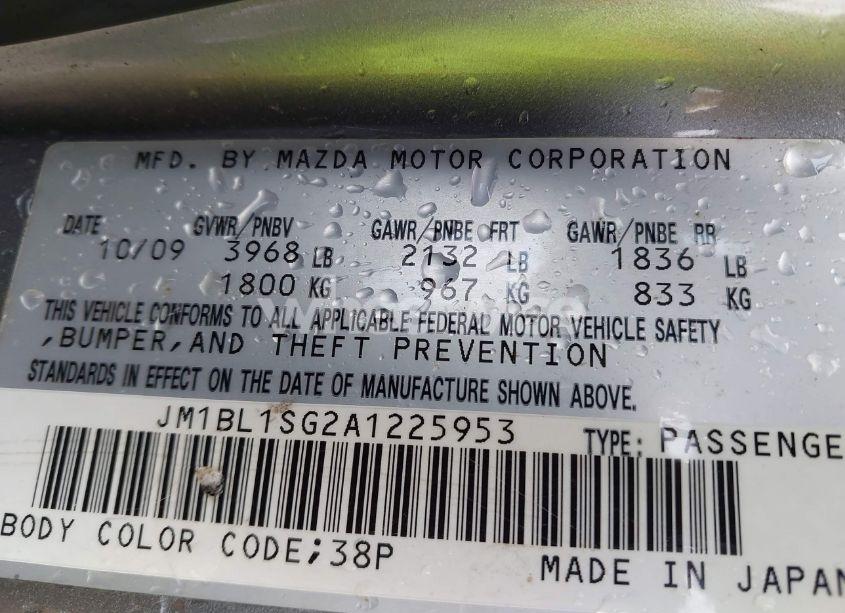 MFD. BY MAZDA MOTOR CORPORATION
DATE GVWR/PNBV GAWR/PNBE FRT GAWR/PNBE RR
10/09 3968 LB 2132 LB 1836 LB
1800 KG 967 KG 833 KG
THIS VEHICLE CONFORMS TO ALL APPLICABLE FEDERAL MOTOR VEHICLE SAFETY
,BUMPER,AND THEFT PREVENTION
STANDARDS IN EFFECT ON THE DATE OF MANUFACTURE SHOWN ABOVE.
JM1BL1SG2A1225953
TYPE: PASSENGE
BODY COLOR CODE;38P
MADE IN JAPAN